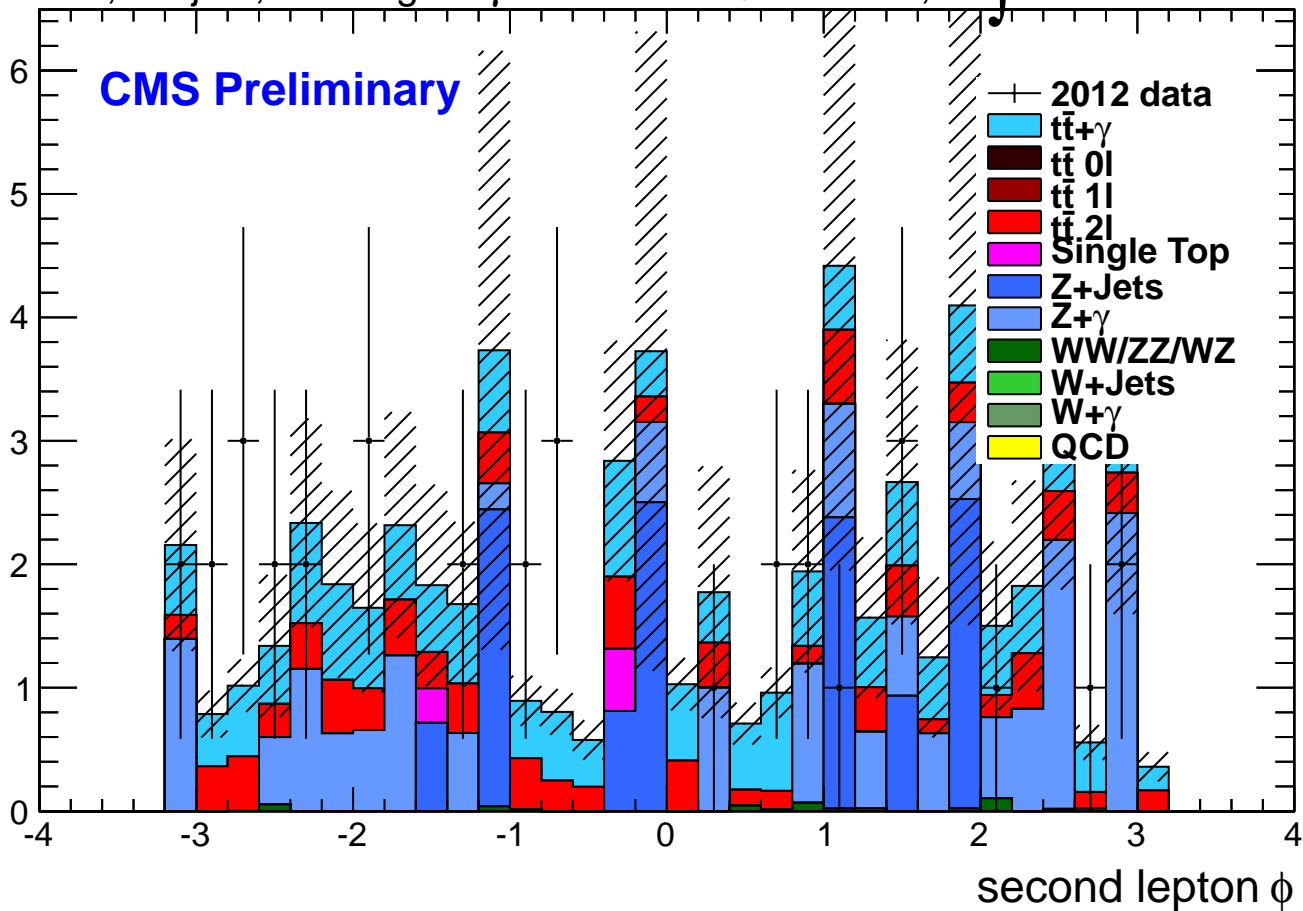 CMS Preliminary
2012 data
tt̄+γ
tt̄ 0l
tt̄ 1l
tt̄ 2l
Single Top
Z+Jets
Z+γ
WW/ZZ/WZ
W+Jets
W+γ
QCD
6
5
4
3
2
1
0
-4 -3 -2 -1 0 1 2 3 4
second lepton ϕ